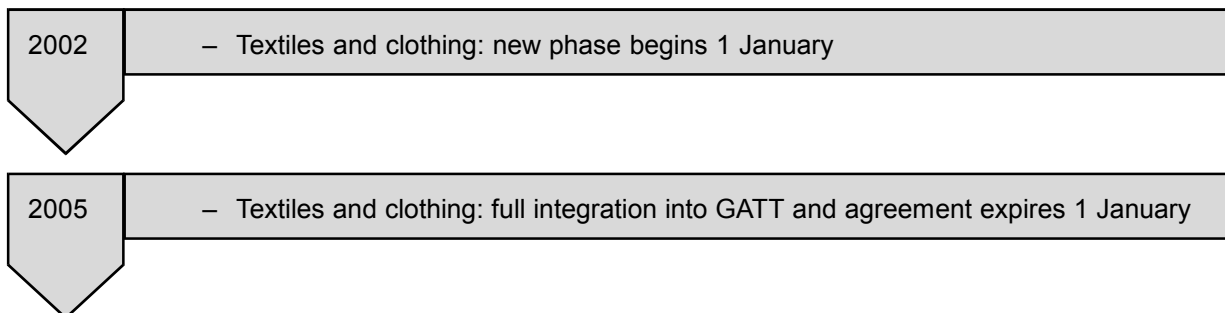 2002 – Textiles and clothing: new phase begins 1 January
2005 – Textiles and clothing: full integration into GATT and agreement expires 1 January